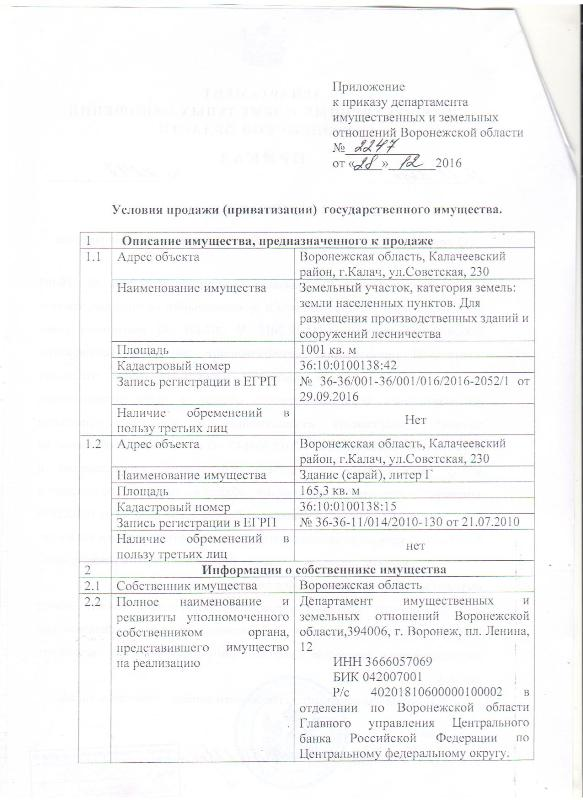 Приложение
к приказу департамента
имущественных и земельных
отношений Воронежской области
№ 2247
от «28» 12 2016
Условия продажи (приватизации) государственного имущества.
1 Описание имущества, предназначенного к продаже
1.1 Адрес объекта Воронежская область, Калачеевский
район, г.Калач, ул.Советская, 230
Наименование имущества Земельный участок, категория земель:
земли населенных пунктов. Для
размещения производственных зданий и
сооружений лесничества
Площадь 1001 кв. м
Кадастровый номер 36:10:0100138:42
Запись регистрации в ЕГРП № 36-36/001-36/001/016/2016-2052/1 от
29.09.2016
Наличие обременений в
пользу третьих лиц Нет
1.2 Адрес объекта Воронежская область, Калачеевский
район, г.Калач, ул.Советская, 230
Наименование имущества Здание (сарай), литер Г
Площадь 165,3 кв. м
Кадастровый номер 36:10:0100138:15
Запись регистрации в ЕГРП № 36-36-11/014/2010-130 от 21.07.2010
Наличие обременений в
пользу третьих лиц нет
2 Информация о собственнике имущества
2.1 Собственник имущества Воронежская область
2.2 Полное наименование и
реквизиты уполномоченного
собственником органа,
представившего имущество
на реализацию
Департамент имущественных и
земельных отношений Воронежской
области,394006, г. Воронеж, пл. Ленина,
12
ИНН 3666057069
БИК 042007001
Р/с 40201810600000100002 в
отделении по Воронежской области
Главного управления Центрального
банка Российской Федерации по
Центральному федеральному округу.